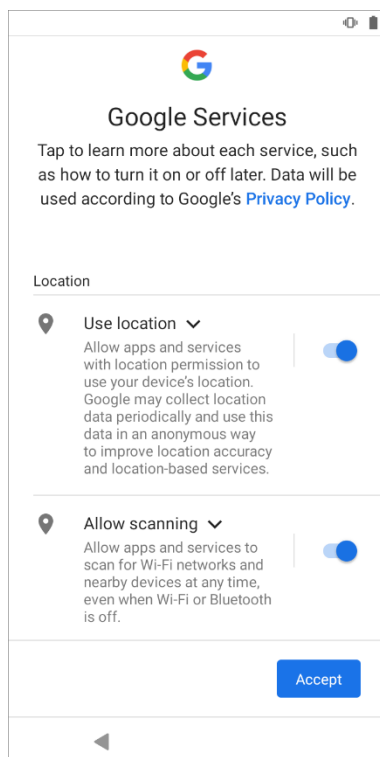 Google Services
Tap to learn more about each service, such
as how to turn it on or off later. Data will be
used according to Google’s Privacy Policy.
Location
Use location
Allow apps and services
with location permission to
use your device’s location.
Google may collect location
data periodically and use this
data in an anonymous way
to improve location accuracy
and location-based services.
Allow scanning
Allow apps and services to
scan for Wi-Fi networks and
nearby devices at any time,
even when Wi-Fi or Bluetooth
is off.
Accept